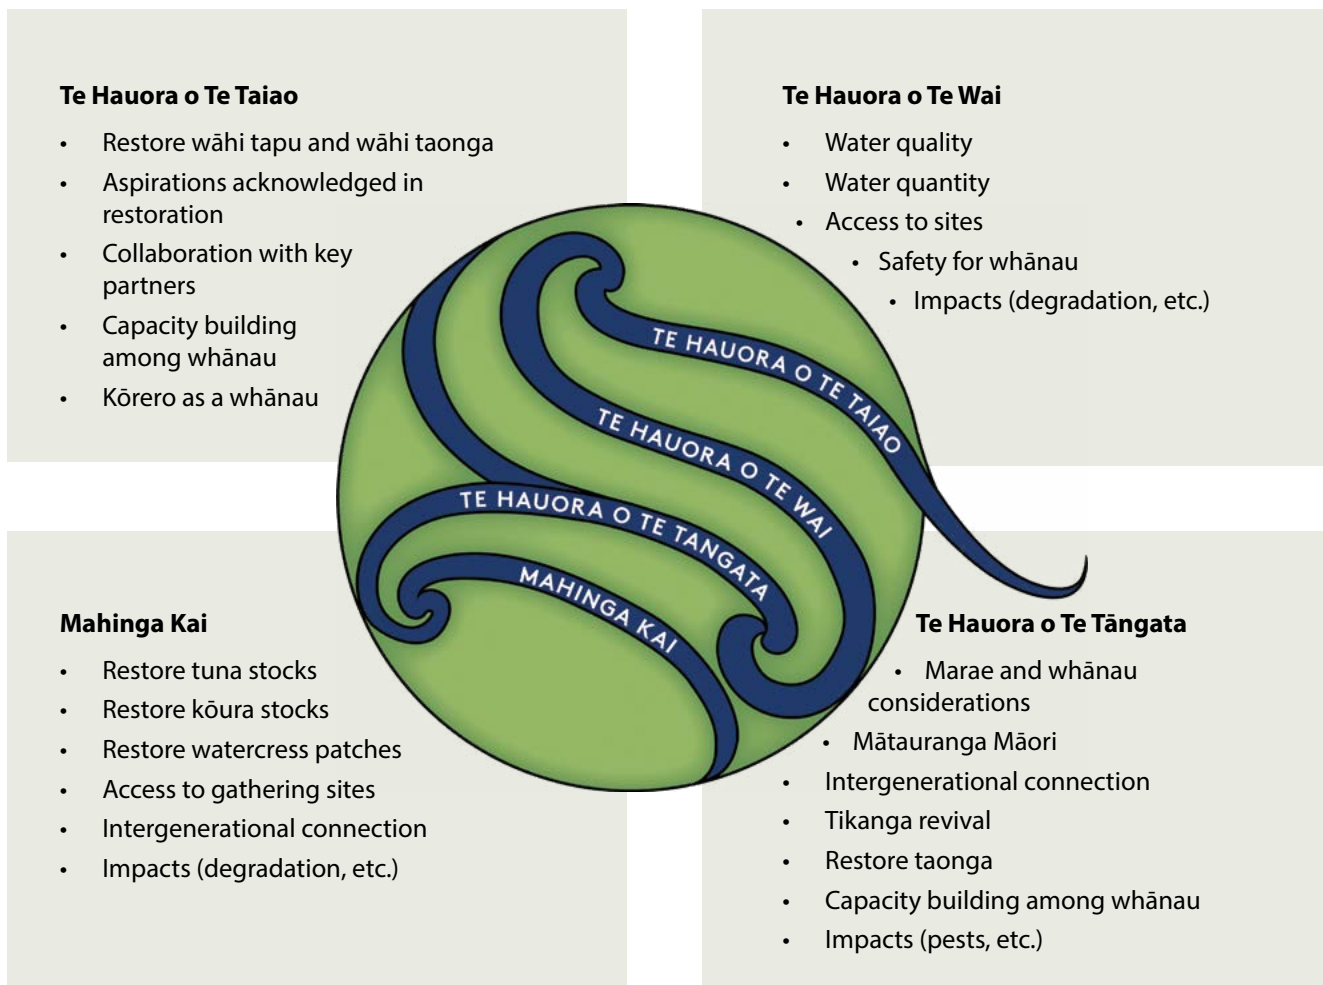 Te Hauora o Te Taiao
• Restore wāhi tapu and wāhi taonga
• Aspirations acknowledged in
restoration
• Collaboration with key
partners
• Capacity building
among whānau
• Kōrero as a whānau
Te Hauora o Te Wai
• Water quality
• Water quantity
• Access to sites
• Safety for whānau
• Impacts (degradation, etc.)
TE HAUORA O TE TAIAO
TE HAUORA O TE WAI
TE HAUORA O TE TANGATA
MAHINGA KAI
Mahinga Kai
• Restore tuna stocks
• Restore kōura stocks
• Restore watercress patches
• Access to gathering sites
• Intergenerational connection
• Impacts (degradation, etc.)
Te Hauora o Te Tāngata
• Marae and whānau
considerations
• Mātauranga Māori
• Intergenerational connection
• Tikanga revival
• Restore taonga
• Capacity building among whānau
• Impacts (pests, etc.)